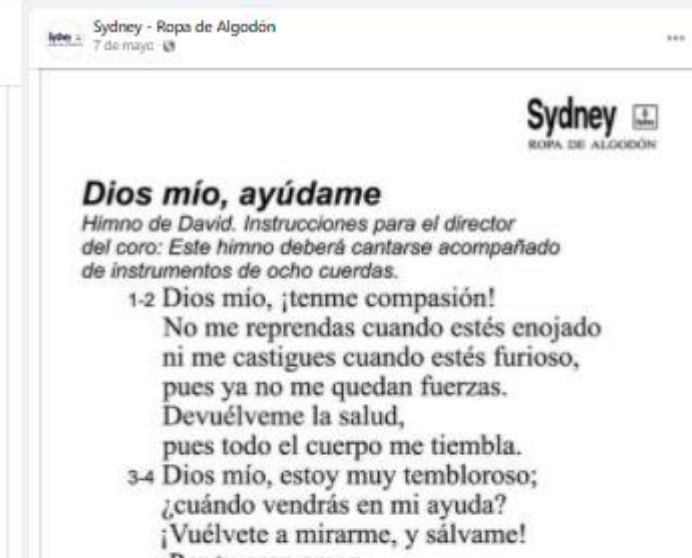 Sydney - Ropa de Algodón
7 de mayo
Sydney
ROPA DE ALGODÓN
Dios mío, ayúdame
Himno de David. Instrucciones para el director
del coro: Este himno deberá cantarse acompañado
de instrumentos de ocho cuerdas.
1-2 Dios mío, ¡tenme compasión!
No me reprendas cuando estés enojado
ni me castigues cuando estés furioso,
pues ya no me quedan fuerzas.
Devuélveme la salud,
pues todo el cuerpo me tiembla.
3-4 Dios mío, estoy muy tembloroso;
¿cuándo vendrás en mi ayuda?
¡Vuélvete a mirarme, y sálvame!